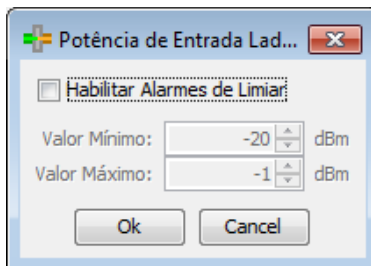 Potência de Entrada Lad...
Habilitar Alarmes de Limiar
Valor Mínimo: -20 dBm
Valor Máximo: -1 dBm
Ok Cancel